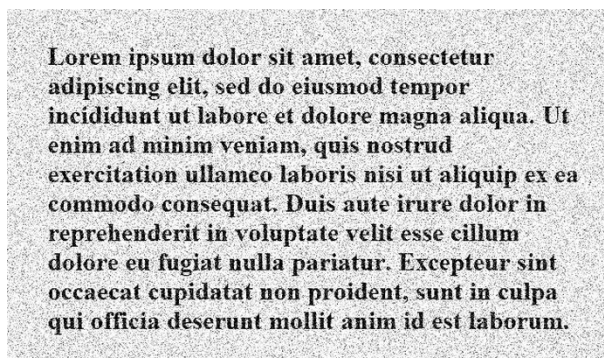 Lorem ipsum dolor sit amet, consectetur
adipiscing elit, sed do eiusmod tempor
incididunt ut labore et dolore magna aliqua. Ut
enim ad minim veniam, quis nostrud
exercitation ullamco laboris nisi ut aliquip ex ea
commodo consequat. Duis aute irure dolor in
reprehenderit in voluptate velit esse cillum
dolore eu fugiat nulla pariatur. Excepteur sint
occaecat cupidatat non proident, sunt in culpa
qui officia deserunt mollit anim id est laborum.